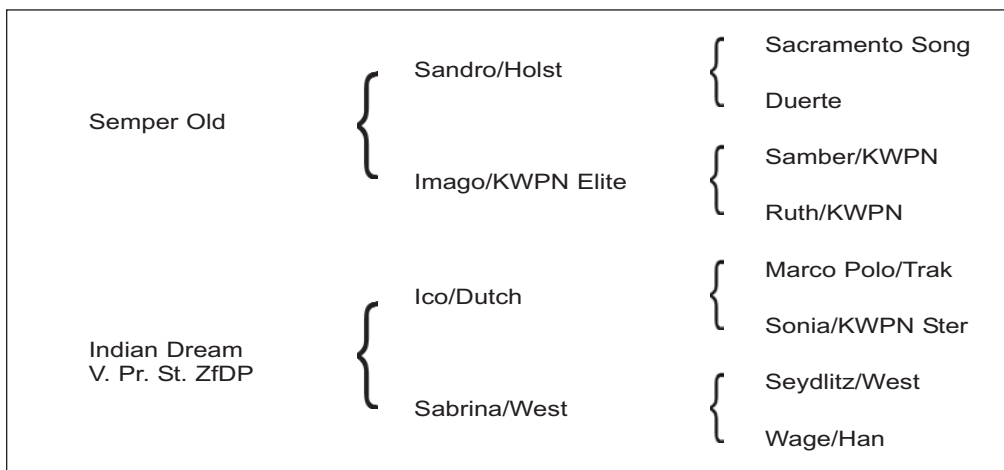 Sacramento Song
Sandro/Holst
Duerte
Semper Old
Samber/KWPN
Imago/KWPN Elite
Ruth/KWPN
Marco Polo/Trak
Ico/Dutch
Sonia/KWPN Ster
Indian Dream
V. Pr. St. ZfDP
Seydlitz/West
Sabrina/West
Wage/Han